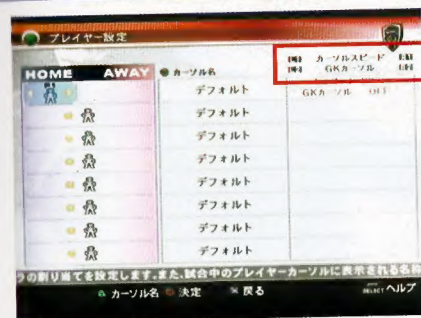 プレイヤー設定
カーソルスピード
GKカーソル
HOME AWAY カーソル名
デフォルト
GKカーソル OFF
デフォルト
デフォルト
デフォルト
デフォルト
デフォルト
デフォルト
デフォルト
ラの割り当てを設定します。また、試合中のプレイヤーカーソルに表示される名称
カーソル名 決定 戻る SELECT ヘルプ